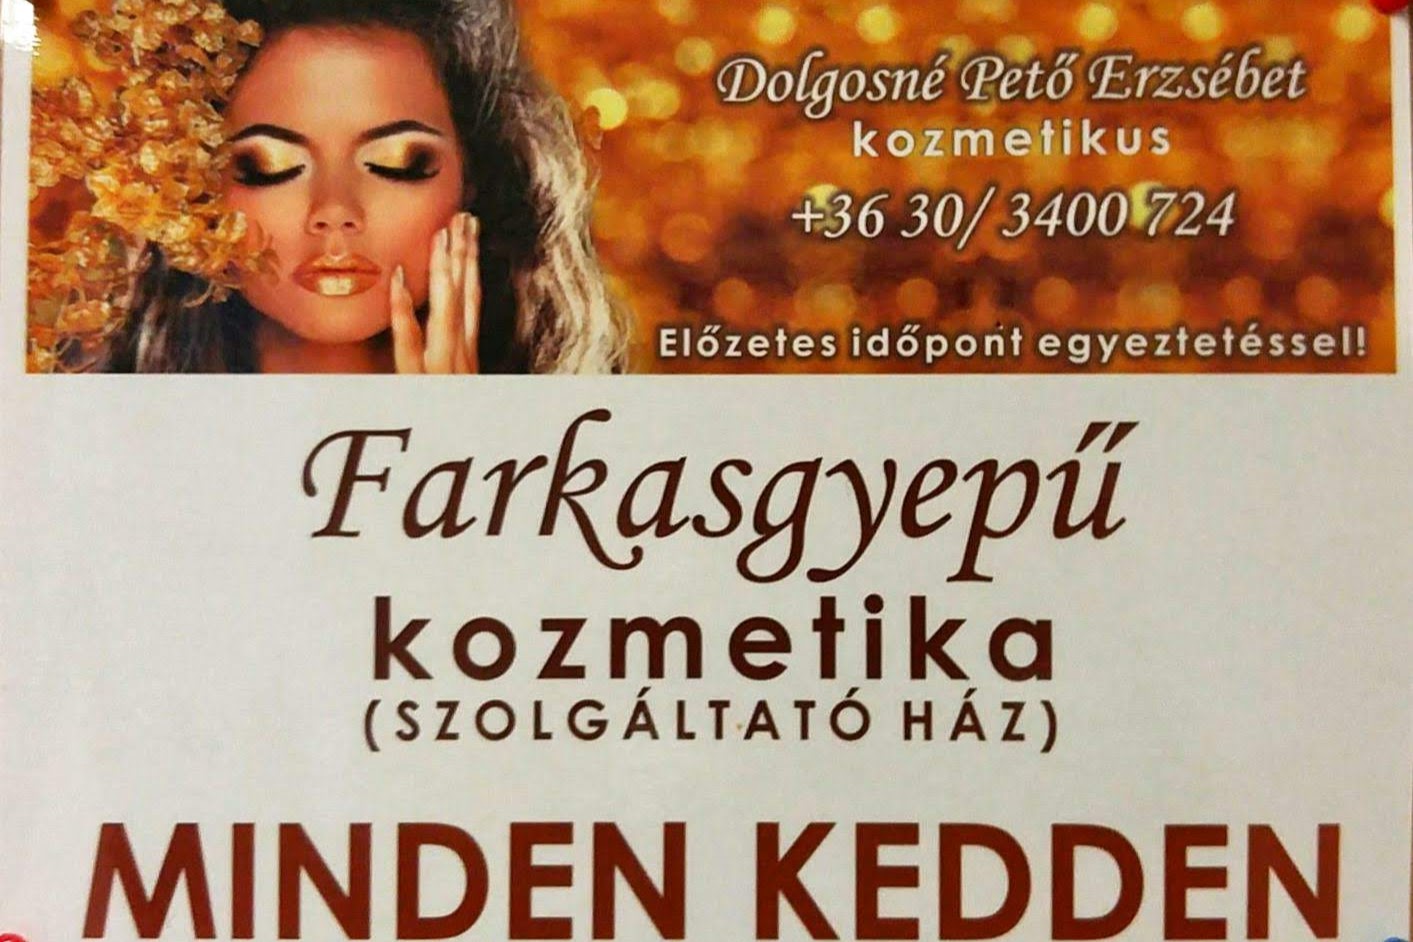 Dolgosné Pető Erzsébet
kozmetikus
+36 30/ 3400 724
Előzetes időpont egyeztetéssel!
Farkasgyepű
kozmetika
(SZOLGÁLTATÓ HÁZ)
MINDEN KEDDEN